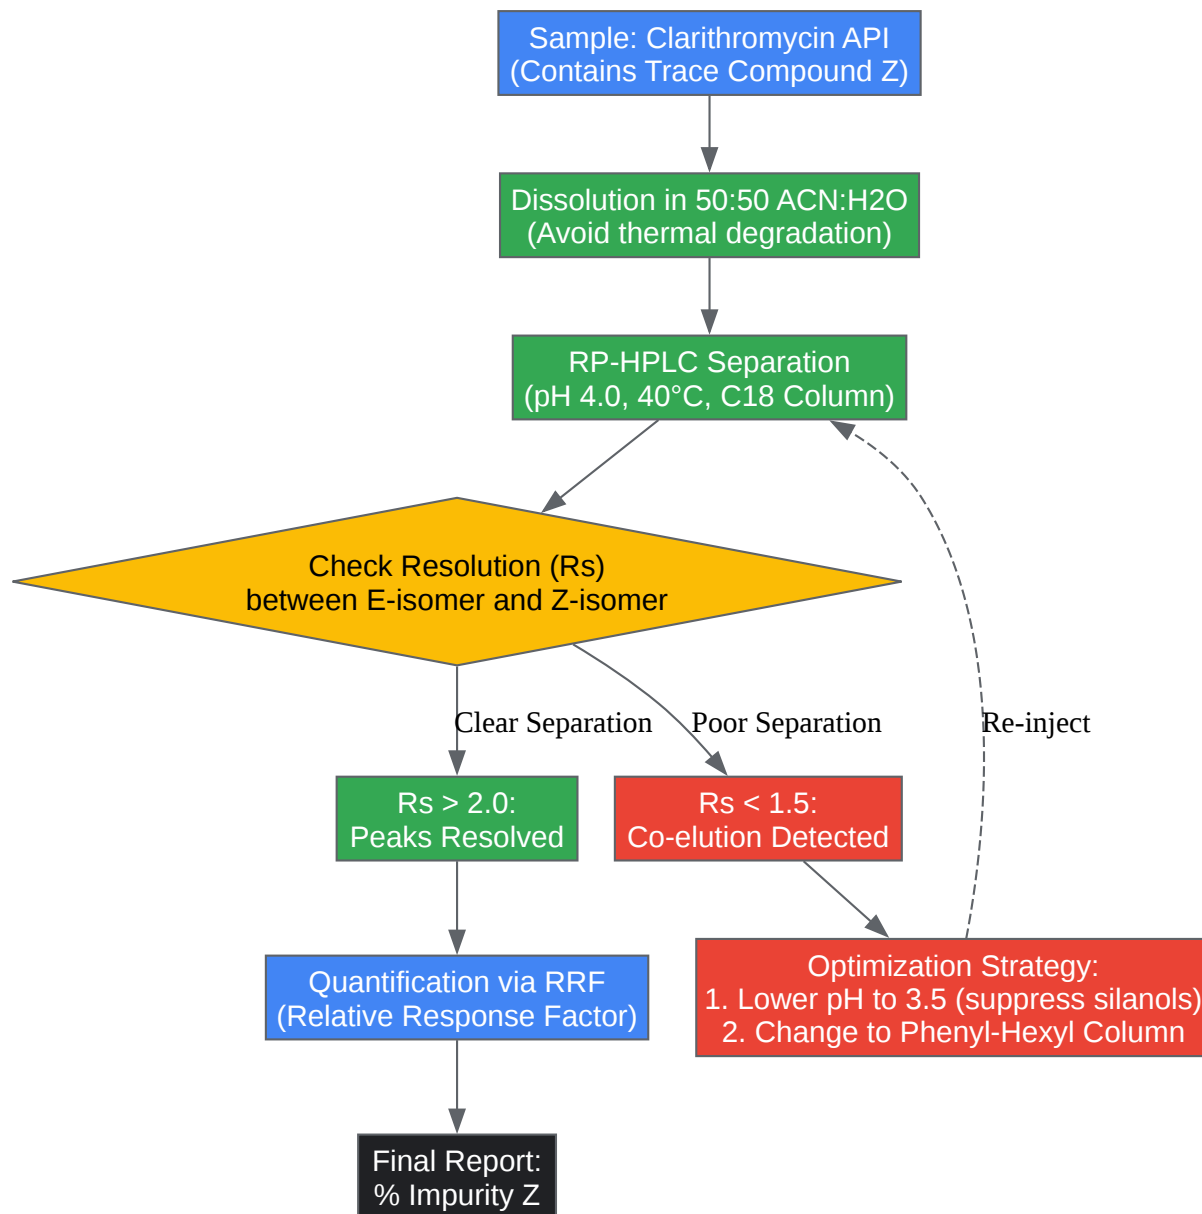 Sample: Clarithromycin API
(Contains Trace Compound Z)
Dissolution in 50:50 ACN:H2O
(Avoid thermal degradation)
RP-HPLC Separation
(pH 4.0, 40°C, C18 Column)
Check Resolution (Rs)
between E-isomer and Z-isomer
Clear Separation
Poor Separation
Re-inject
Rs > 2.0:
Peaks Resolved
Rs < 1.5:
Co-elution Detected
Quantification via RRF
(Relative Response Factor)
Optimization Strategy:
1. Lower pH to 3.5 (suppress silanols)
2. Change to Phenyl-Hexyl Column
Final Report:
% Impurity Z